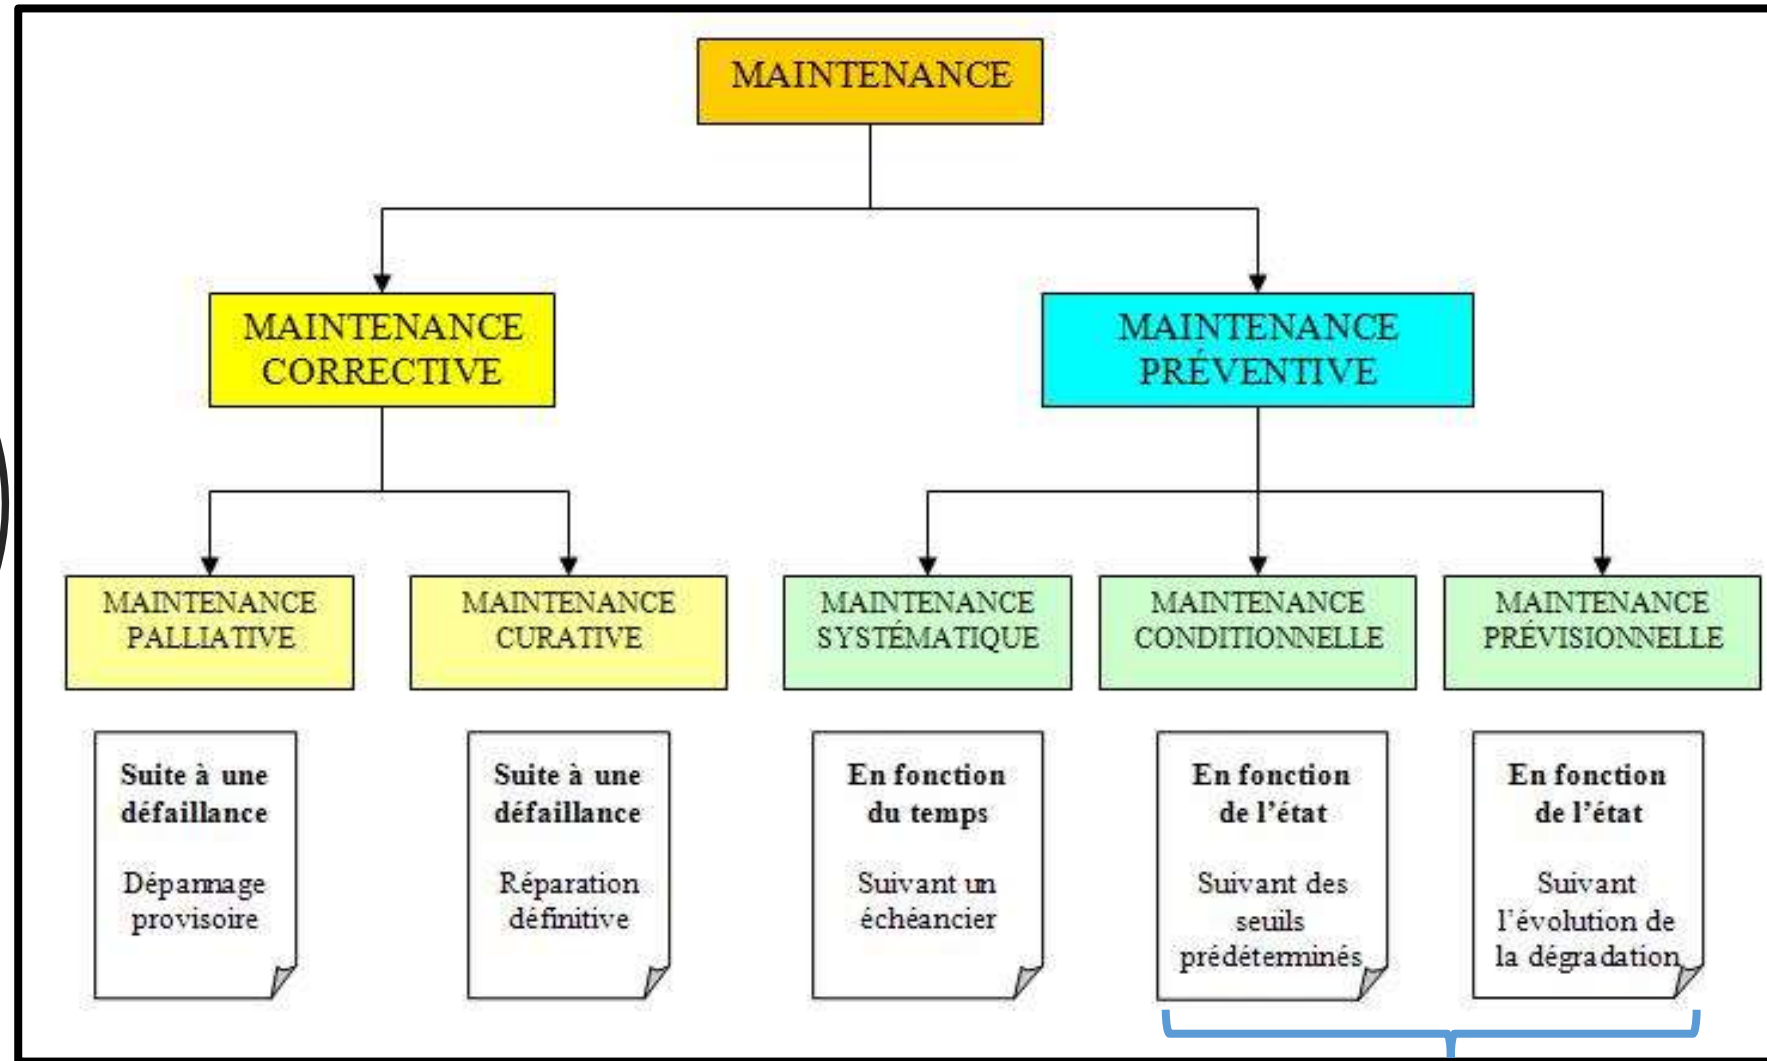 MAINTENANCE
MAINTENANCE
CORRECTIVE
MAINTENANCE
PRÉVENTIVE
MAINTENANCE
PALLIATIVE
MAINTENANCE
CURATIVE
MAINTENANCE
SYSTÉMATIQUE
MAINTENANCE
CONDITIONNELLE
MAINTENANCE
PRÉVISIONNELLE
Suite à une
défaillance
Dépannage
provisoire
Suite à une
défaillance
Réparation
définitive
En fonction
du temps
Suivant un
échéancier
En fonction
de l'état
Suivant des
seuils
prédéterminés
En fonction
de l'état
Suivant
l'évolution de
la dégradation